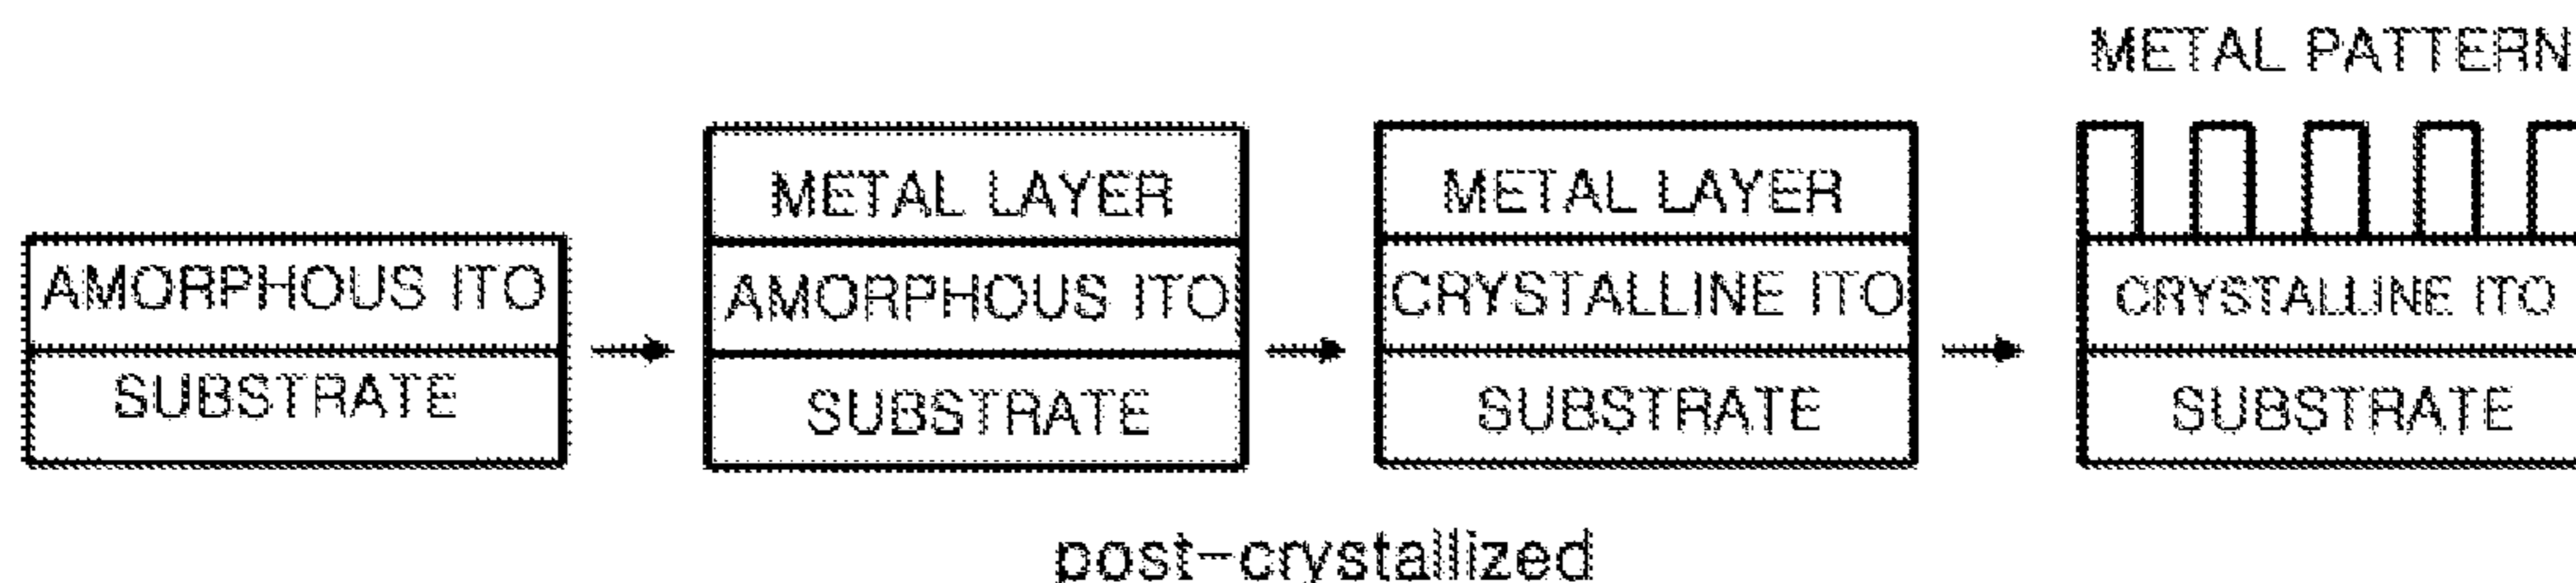 AMORPHOUS ITO
SUBSTRATE
METAL LAYER
AMORPHOUS ITO
SUBSTRATE
METAL LAYER
CRYSTALLINE ITO
SUBSTRATE
METAL PATTERN
CRYSTALLINE ITO
SUBSTRATE
post-crystallized